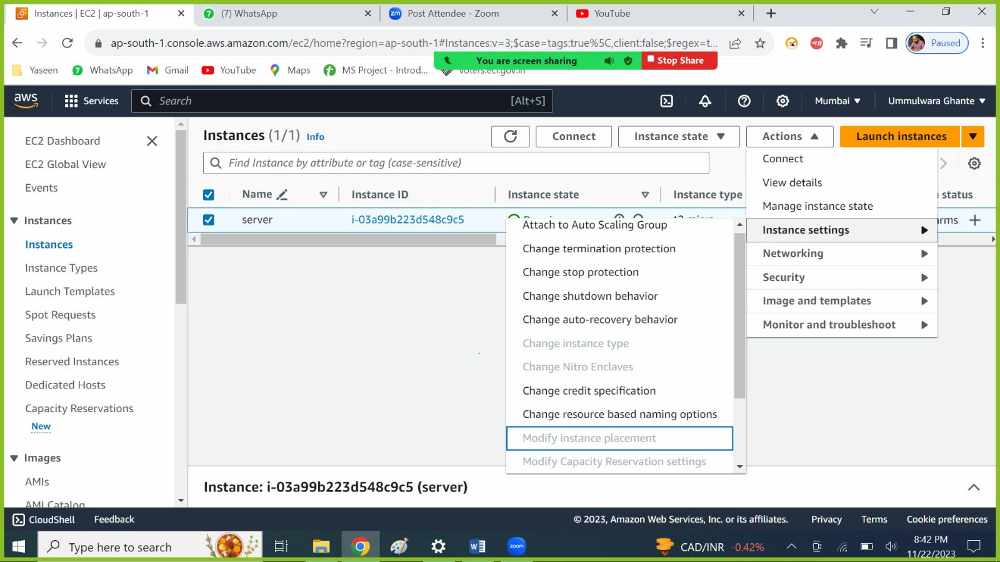 Instances | EC2 | ap-south-1
(7) WhatsApp
zm Post Attendee - Zoom
YouTube
ap-south-1.console.aws.amazon.com/ec2/home?region=ap-south-1#Instances:v=3;$case=tags:true%5C,client:false;$regex=t...
Paused
You are screen sharing
Stop Share
Yaseen
WhatsApp
Gmail
YouTube
Maps
MS Project - Introd...
voters.eci.gov.in
aws
Services
Search
[Alt+S]
Mumbai
Ummulwara Ghante
EC2 Dashboard
EC2 Global View
Events
Instances
Instances
Instance Types
Launch Templates
Spot Requests
Savings Plans
Reserved Instances
Dedicated Hosts
Capacity Reservations
New
Images
AMIs
AMI Catalog
Instances (1/1) Info
Connect
Instance state
Actions
Launch instances
Find Instance by attribute or tag (case-sensitive)
Name
Instance ID
Instance state
Instance type
status
server
i-03a99b223d548c9c5
t2.micro
arms
Connect
View details
Manage instance state
Instance settings
Networking
Security
Image and templates
Monitor and troubleshoot
Attach to Auto Scaling Group
Change termination protection
Change stop protection
Change shutdown behavior
Change auto-recovery behavior
Change instance type
Change Nitro Enclaves
Change credit specification
Change resource based naming options
Modify instance placement
Modify Capacity Reservation settings
Instance: i-03a99b223d548c9c5 (server)
CloudShell
Feedback
© 2023, Amazon Web Services, Inc. or its affiliates.
Privacy
Terms
Cookie preferences
Type here to search
zoom
CAD/INR -0.42%
8:42 PM
11/22/2023